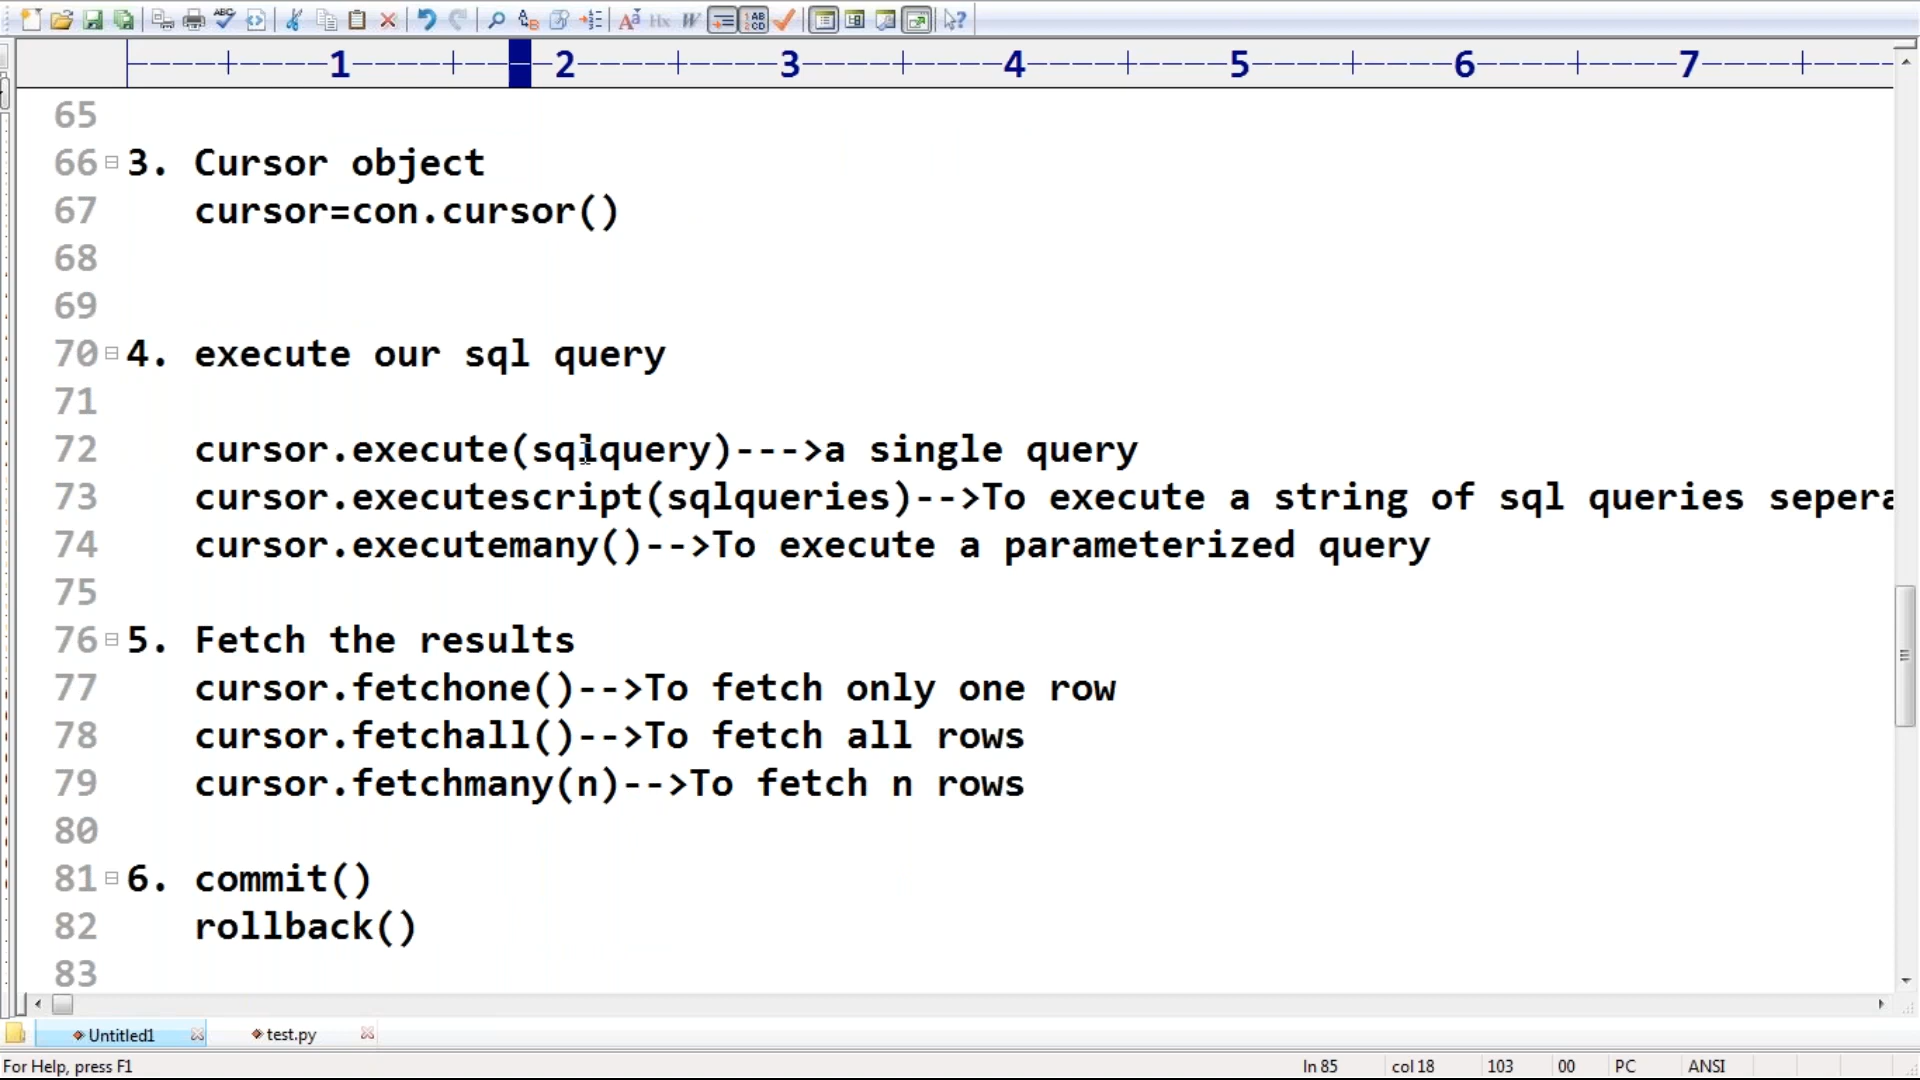 1 2 3 4 5 6 7
65
66 3. Cursor object
67 cursor=con.cursor()
68
69
70 4. execute our sql query
71
72 cursor.execute(sqlquery)--->a single query
73 cursor.executescript(sqlqueries)-->To execute a string of sql queries sepera
74 cursor.executemany()-->To execute a parameterized query
75
76 5. Fetch the results
77 cursor.fetchone()-->To fetch only one row
78 cursor.fetchall()-->To fetch all rows
79 cursor.fetchmany(n)-->To fetch n rows
80
81 6. commit()
82 rollback()
83
Untitled1 test.py
For Help, press F1 ln 85 col 18 103 00 PC ANSI